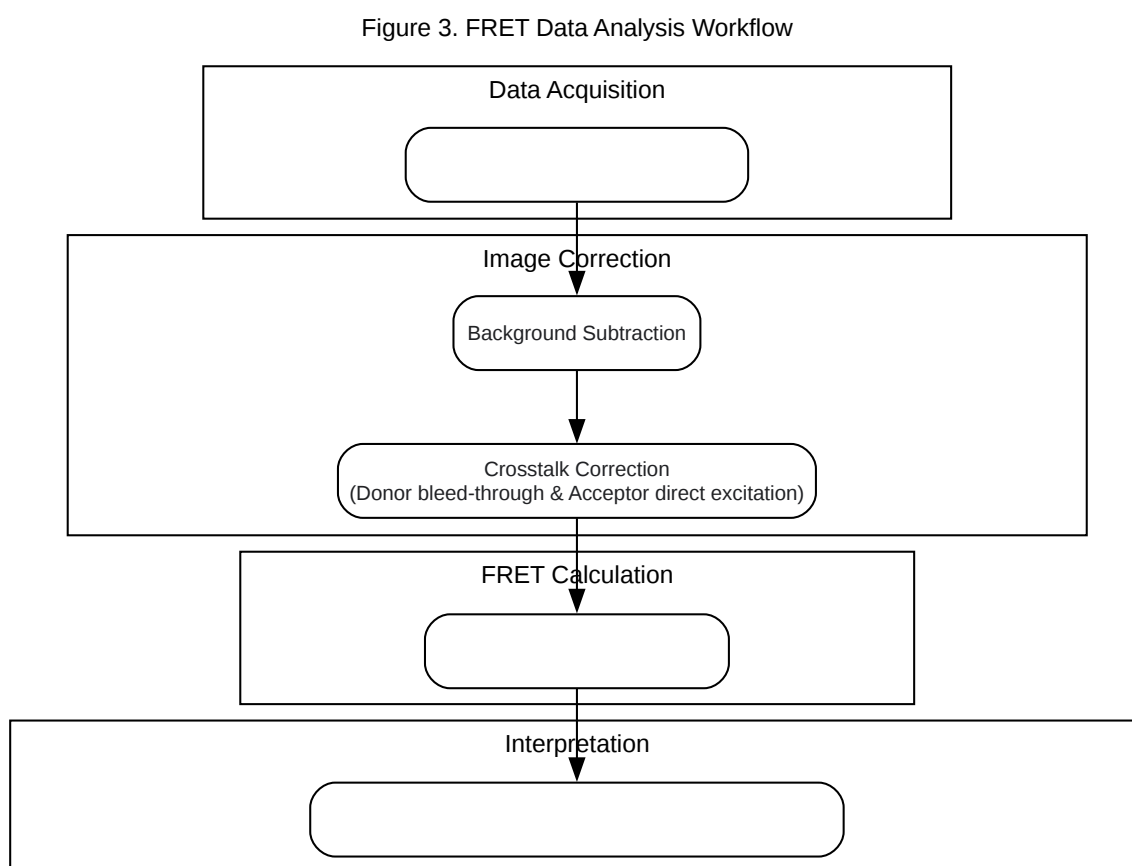 Figure 3. FRET Data Analysis Workflow
Data Acquisition
Image Correction
Background Subtraction
Crosstalk Correction
(Donor bleed-through & Acceptor direct excitation)
FRET Calculation
Interpretation